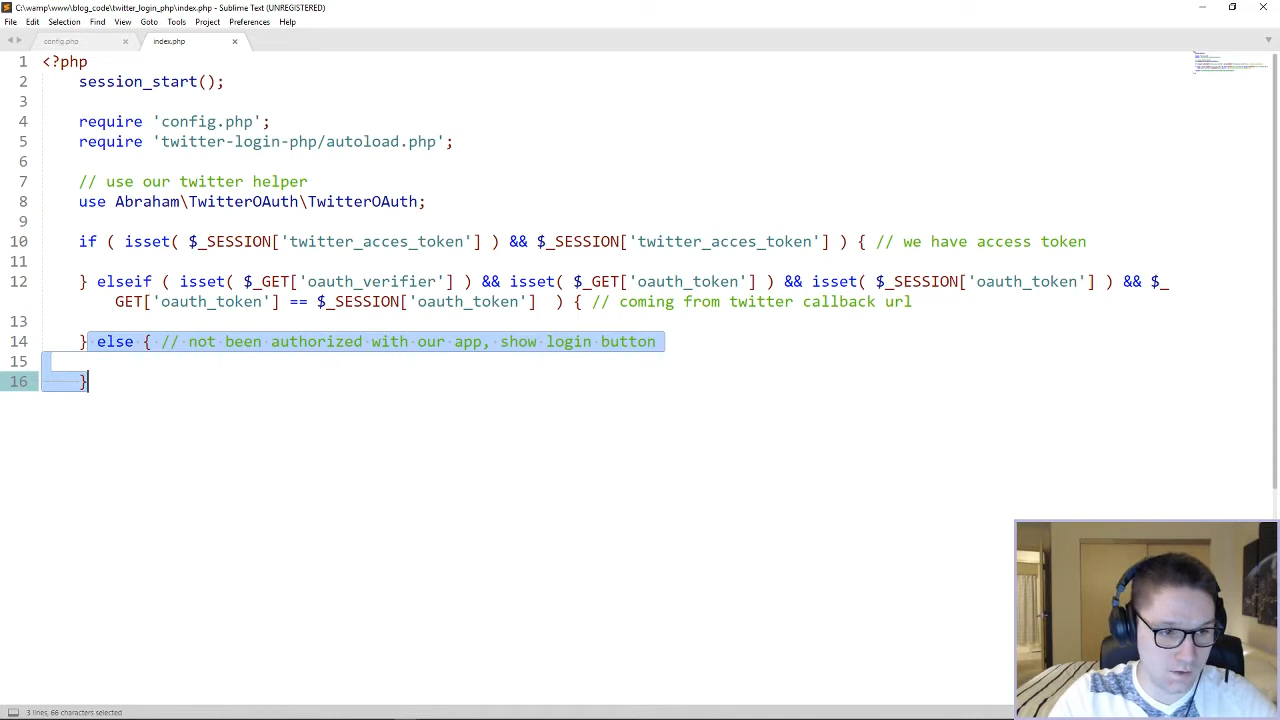 C:\wamp\www\blog_code\twitter_login_php\index.php - Sublime Text (UNREGISTERED)
File Edit Selection Find View Goto Tools Project Preferences Help
config.php × index.php ×
1 <?php
2 session_start();
3
4 require 'config.php';
5 require 'twitter-login-php/autoload.php';
6
7 // use our twitter helper
8 use Abraham\TwitterOAuth\TwitterOAuth;
9
10 if ( isset( $_SESSION['twitter_acces_token'] ) && $_SESSION['twitter_acces_token'] ) { // we have access token
11
12 } elseif ( isset( $_GET['oauth_verifier'] ) && isset( $_GET['oauth_token'] ) && isset( $_SESSION['oauth_token'] ) && $_
GET['oauth_token'] == $_SESSION['oauth_token'] ) { // coming from twitter callback url
13
14 } else { // not been authorized with our app, show login button
15
16 }
3 lines, 66 characters selected